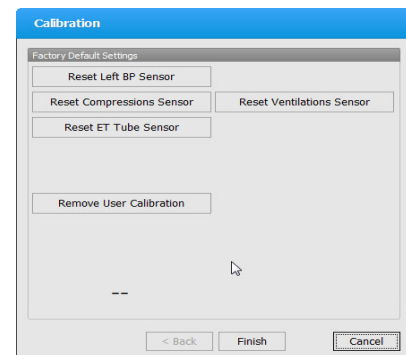 Calibration
Factory Default Settings
Reset Left BP Sensor
Reset Compressions Sensor
Reset Ventilations Sensor
Reset ET Tube Sensor
Remove User Calibration
--
< Back
Finish
Cancel